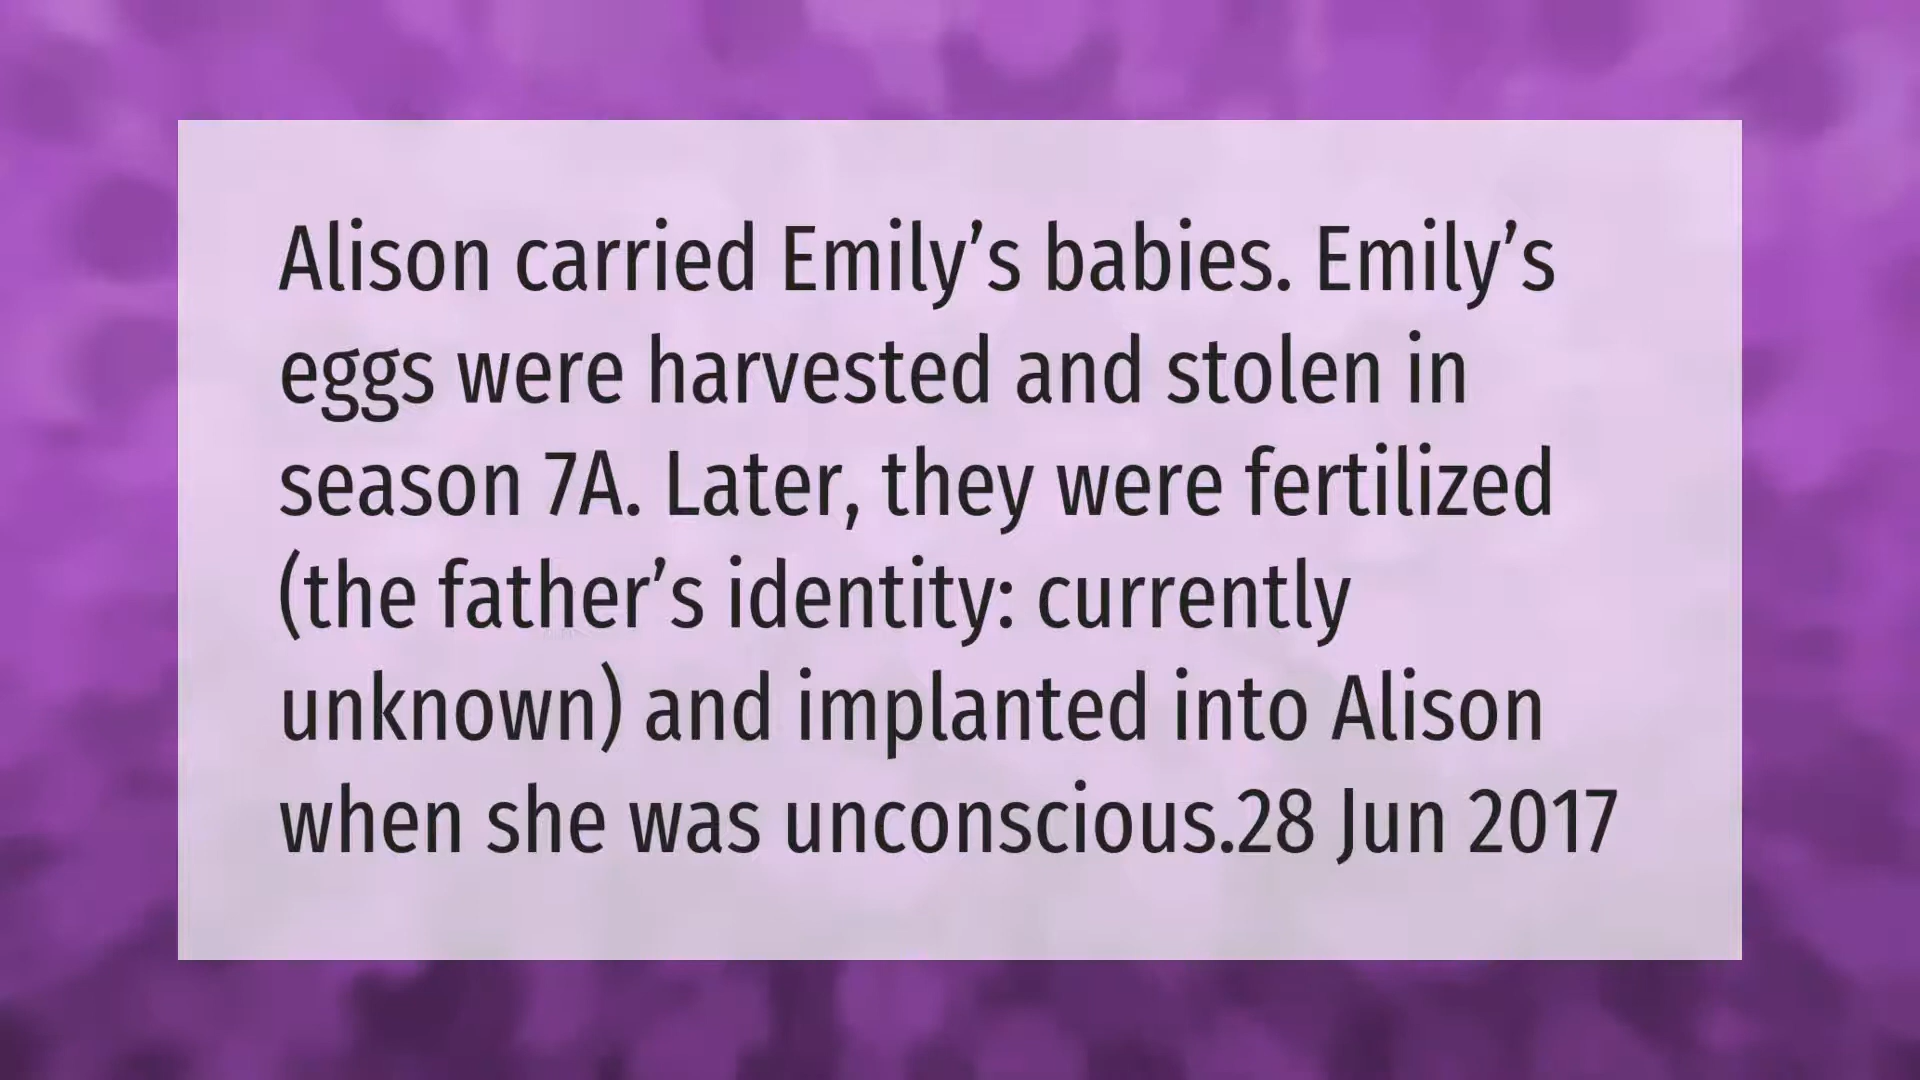 Alison carried Emily’s babies. Emily’s
eggs were harvested and stolen in
season 7A. Later, they were fertilized
(the father’s identity: currently
unknown) and implanted into Alison
when she was unconscious.28 Jun 2017